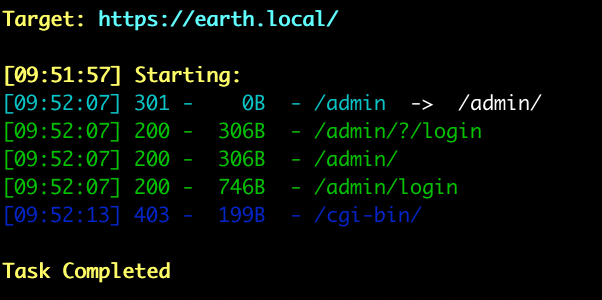 Target: https://earth.local/
[09:51:57] Starting:
[09:52:07] 301 -    0B  - /admin  ->  /admin/
[09:52:07] 200 -  306B  - /admin/?/login
[09:52:07] 200 -  306B  - /admin/
[09:52:07] 200 -  746B  - /admin/login
[09:52:13] 403 -  199B  - /cgi-bin/
Task Completed